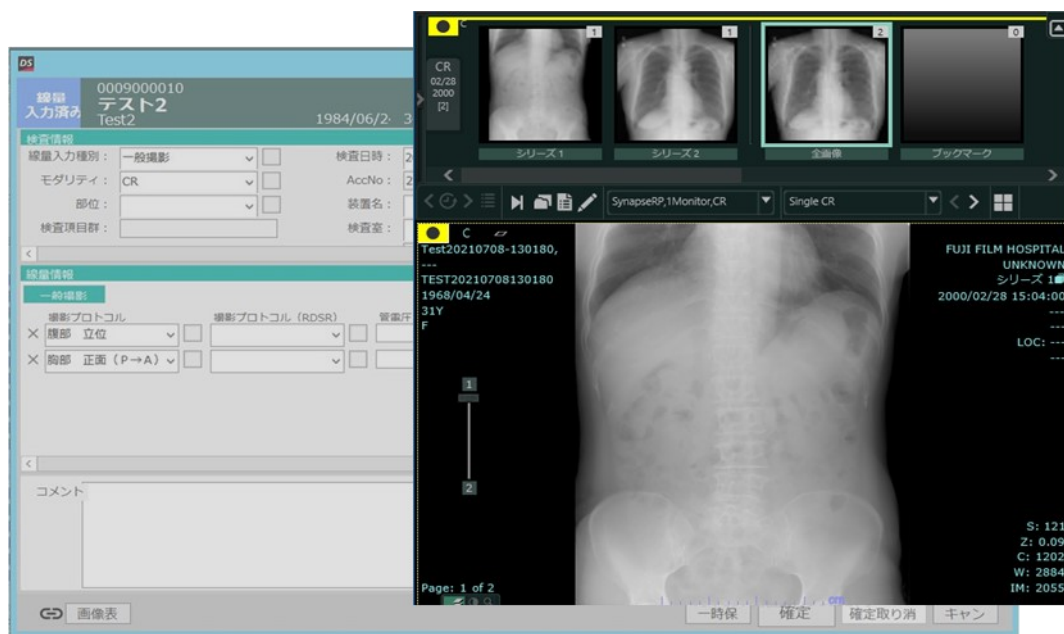 DS
線量
入力済み
0009000010
テスト2
Test2
1984/06/2
検査情報
線量入力種別：
一般撮影
検査日時：
モダリティ：
CR
AccNo：
部位：
装置名：
検査項目群：
検査室：
線量情報
一般撮影
撮影プロトコル
撮影プロトコル（RDSR）
管電圧
× 腹部　立位
× 胸部　正面（P→A）
コメント
画像表
一時保
確定
確定取り消
キャン
C
CR
02/28
2000
[2]
1
1
2
0
シリーズ1
シリーズ2
全画像
ブックマーク
SynapseRP,1Monitor,CR
Single CR
C
Test20210708-130180,
---
TEST20210708130180
1968/04/24
31Y
F
1
2
Page: 1 of 2
FUJI FILM HOSPITAL
UNKNOWN
シリーズ 1
2000/02/28 15:04:00
---
---
LOC: ---
---
S: 121
Z: 0.09
C: 1202
W: 2884
IM: 2055
cm